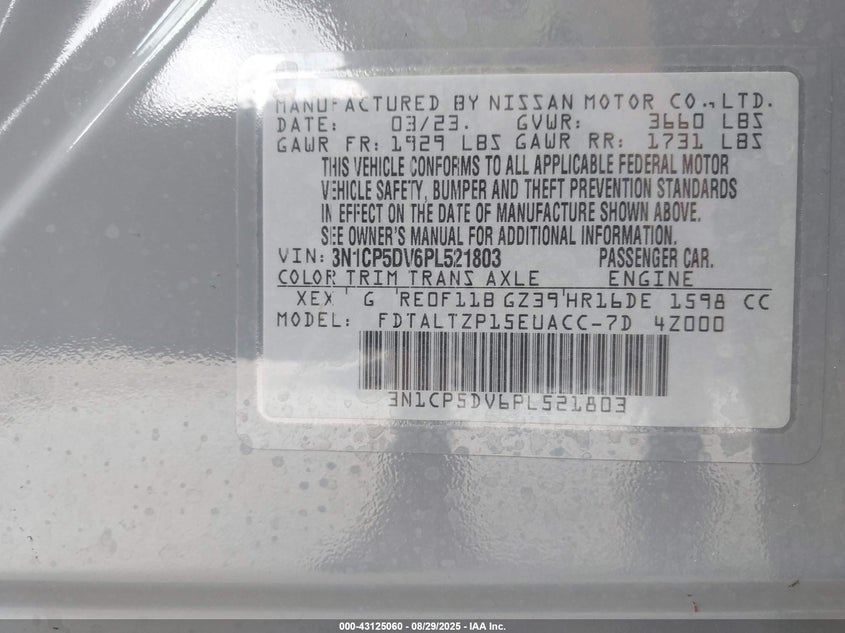 MANUFACTURED BY NISSAN MOTOR CO., LTD.
DATE: 03/23. GVWR: 3660 LBS
GAWR FR: 1929 LBS GAWR RR: 1731 LBS
THIS VEHICLE CONFORMS TO ALL APPLICABLE FEDERAL MOTOR
VEHICLE SAFETY, BUMPER AND THEFT PREVENTION STANDARDS
IN EFFECT ON THE DATE OF MANUFACTURE SHOWN ABOVE.
SEE OWNER'S MANUAL FOR ADDITIONAL INFORMATION.
VIN: 3N1CP5DV6PL521803 PASSENGER CAR.
COLOR TRIM TRANS AXLE ENGINE
XEX G RE0F11B GZ39 HR16DE 1598 CC
MODEL: FDTALTZP15EUACC-7D 4Z000
3N1CP5DV6PL521803
000-43125060 - 08/29/2025 - IAA Inc.